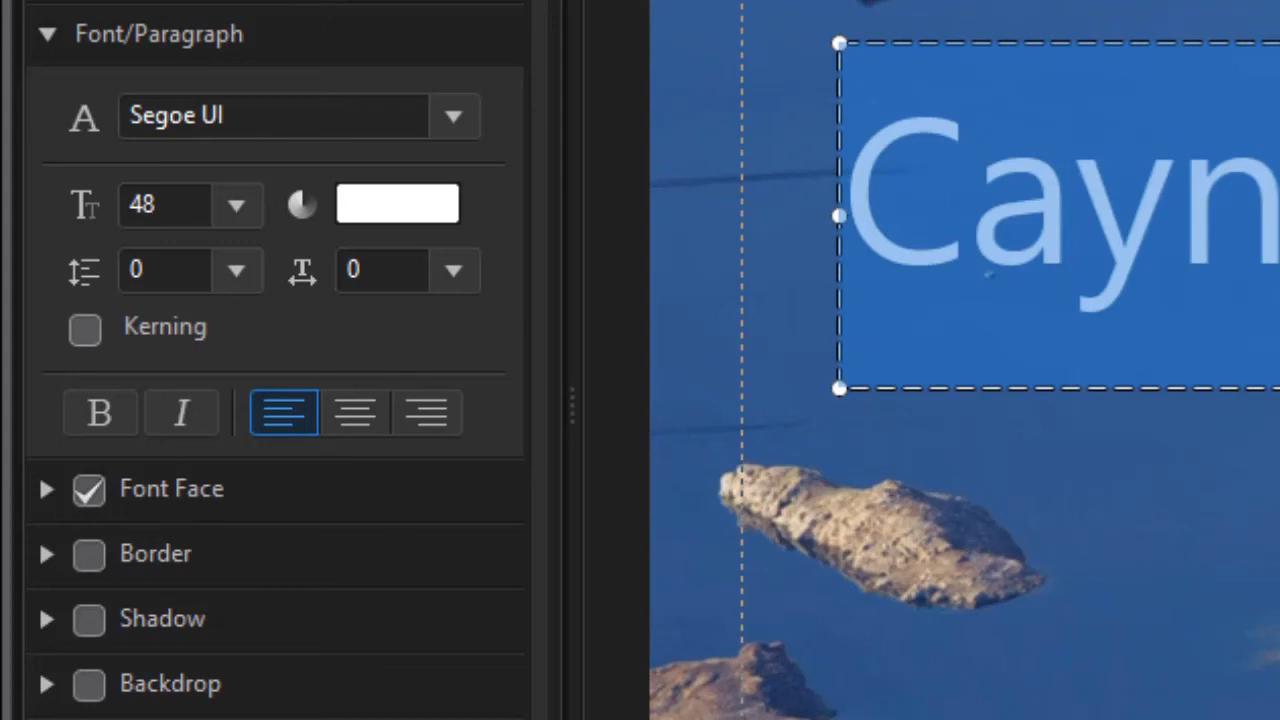 Font/Paragraph
Segoe UI
48
0 0
Kerning
B I
Font Face
Border
Shadow
Backdrop
Cayn